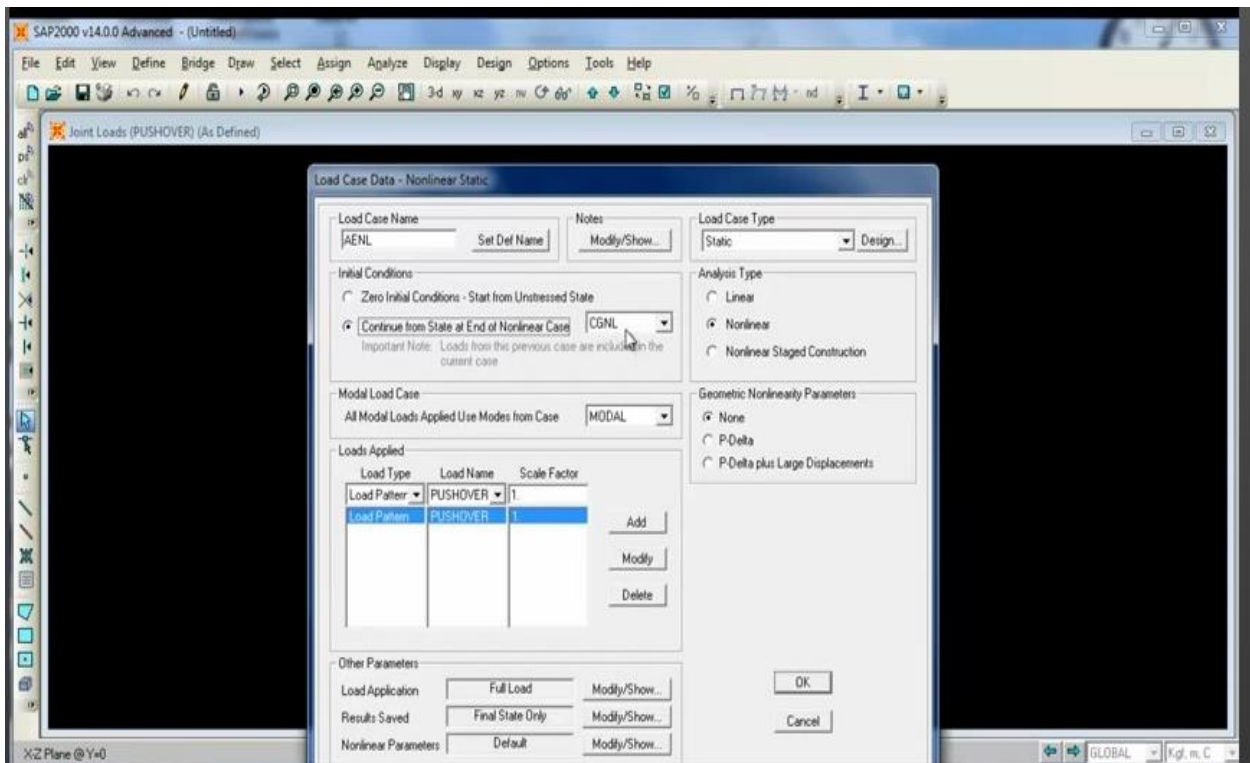 SAP2000 v14.0.0 Advanced - (Untitled)
File Edit View Define Bridge Draw Select Assign Analyze Display Design Options Tools Help
3-d xy xz yz nv
nd
Joint Loads (PUSHOVER) (As Defined)
Load Case Data - Nonlinear Static
Load Case Name
AENL
Set Def Name
Notes
Modify/Show...
Load Case Type
Static
Design...
Initial Conditions
Zero Initial Conditions - Start from Unstressed State
Continue from State at End of Nonlinear Case
CGNL
Important Note: Loads from this previous case are included in the
current case
Analysis Type
Linear
Nonlinear
Nonlinear Staged Construction
Modal Load Case
All Modal Loads Applied Use Modes from Case
MODAL
Geometric Nonlinearity Parameters
None
P-Delta
P-Delta plus Large Displacements
Loads Applied
Load Type Load Name Scale Factor
Load Patterr PUSHOVER 1.
Load Pattern PUSHOVER 1.
Add
Modify
Delete
Other Parameters
Load Application Full Load Modify/Show...
Results Saved Final State Only Modify/Show...
Nonlinear Parameters Default Modify/Show...
OK
Cancel
X-Z Plane @ Y=0
GLOBAL
Kgf, m, C